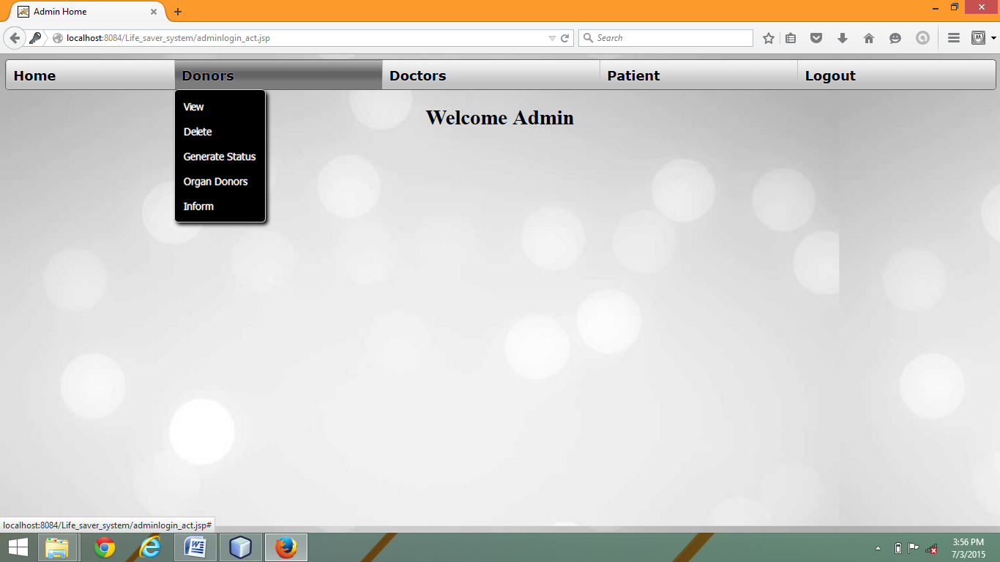 Admin Home
localhost:8084/Life_saver_system/adminlogin_act.jsp
Search
Home Donors Doctors Patient Logout
View
Delete
Generate Status
Organ Donors
Inform
Welcome Admin
localhost:8084/Life_saver_system/adminlogin_act.jsp#
3:56 PM
7/3/2015